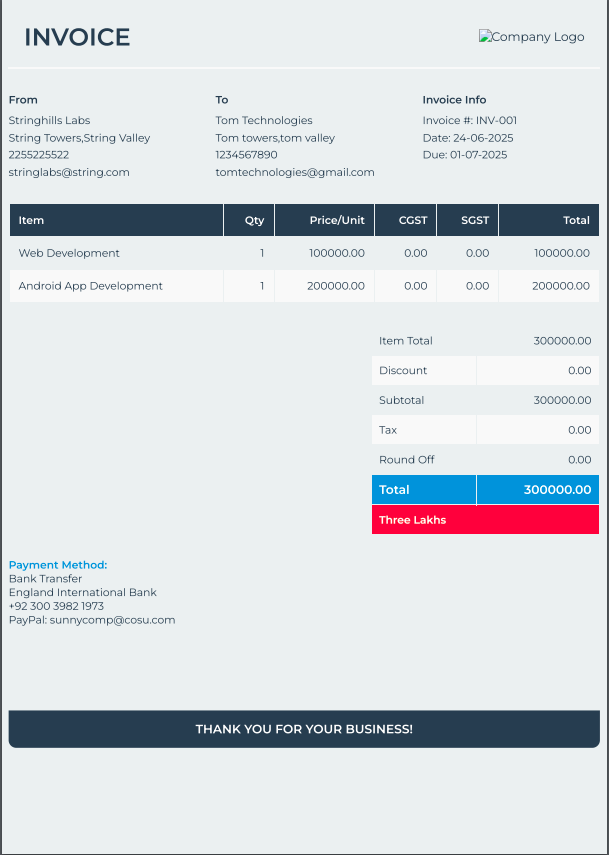 INVOICE
Company Logo
From
Stringhills Labs
String Towers,String Valley
2255225522
stringlabs@string.com
To
Tom Technologies
Tom towers,tom valley
1234567890
tomtechnologies@gmail.com
Invoice Info
Invoice #: INV-001
Date: 24-06-2025
Due: 01-07-2025
Item Qty Price/Unit CGST SGST Total
Web Development 1 100000.00 0.00 0.00 100000.00
Android App Development 1 200000.00 0.00 0.00 200000.00
Item Total 300000.00
Discount 0.00
Subtotal 300000.00
Tax 0.00
Round Off 0.00
Total 300000.00
Three Lakhs
Payment Method:
Bank Transfer
England International Bank
+92 300 3982 1973
PayPal: sunnycomp@cosu.com
THANK YOU FOR YOUR BUSINESS!